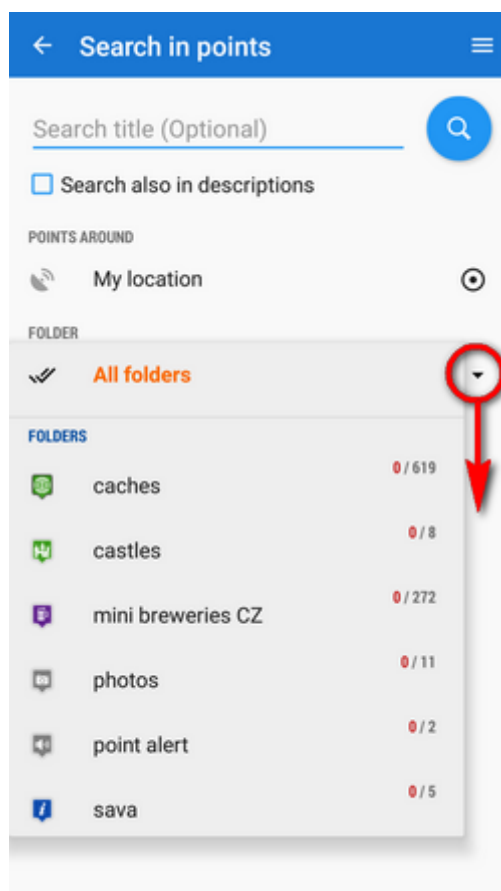 Search in points
Search title (Optional)
Search also in descriptions
POINTS AROUND
My location
FOLDER
All folders
FOLDERS
caches 0 / 619
castles 0 / 8
mini breweries CZ 0 / 272
photos 0 / 11
point alert 0 / 2
sava 0 / 5